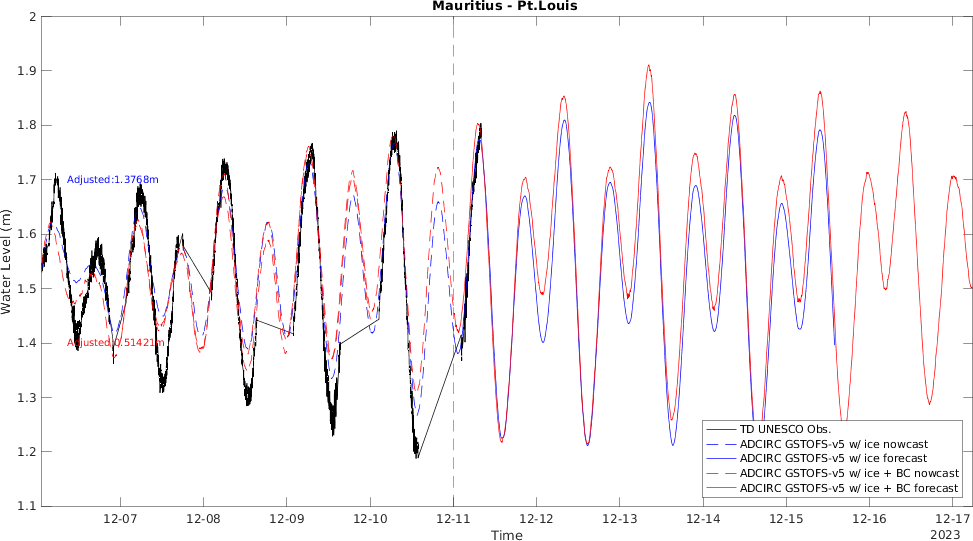 Mauritius - Pt.Louis
2
1.9
1.8
1.7
1.6
1.5
1.4
1.3
1.2
1.1
Water Level (m)
Adjusted:1.3768m
Adjusted:0.51421m
TD UNESCO Obs.
ADCIRC GSTOFS-v5 w/ ice nowcast
ADCIRC GSTOFS-v5 w/ ice forecast
ADCIRC GSTOFS-v5 w/ ice + BC nowcast
ADCIRC GSTOFS-v5 w/ ice + BC forecast
12-07 12-08 12-09 12-10 12-11 12-12 12-13 12-14 12-15 12-16 12-17
Time
2023